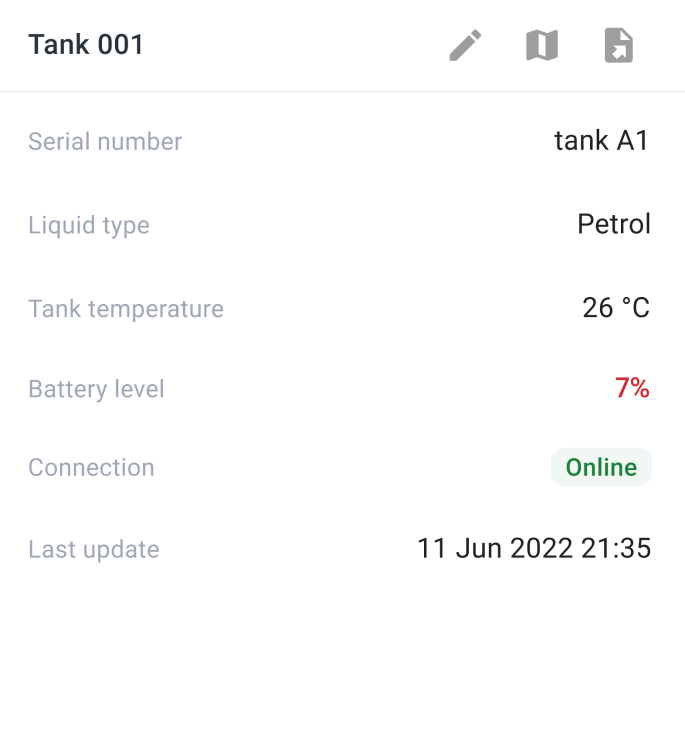 Tank 001
Serial number tank A1
Liquid type Petrol
Tank temperature 26 °C
Battery level 7%
Connection Online
Last update 11 Jun 2022 21:35